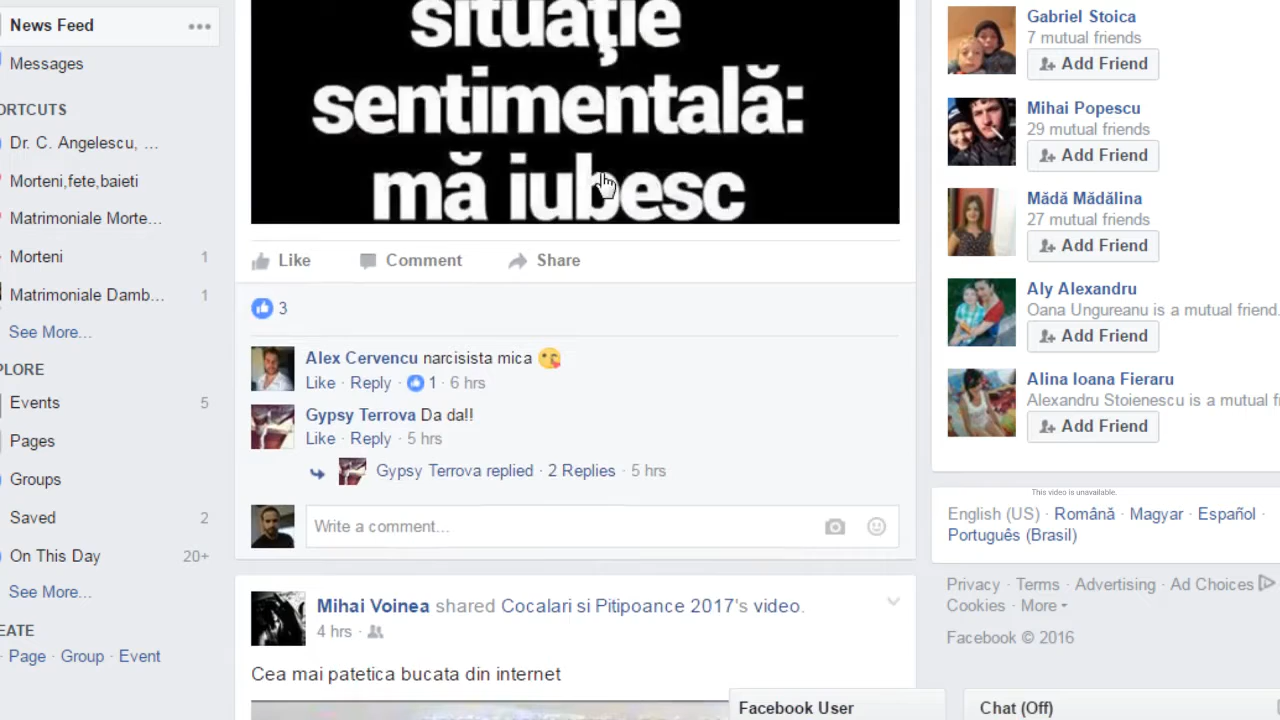 News Feed
Messages
ORTCUTS
Dr. C. Angelescu, ...
Morteni,fete,baieti
Matrimoniale Morte...
Morteni 1
Matrimoniale Damb... 1
See More...
PLORE
Events 5
Pages
Groups
Saved 2
On This Day 20+
See More...
EATE
Page · Group · Event
situație
sentimentală:
mă iubesc
Like Comment Share
3
Alex Cervencu narcisista mica 😘
Like · Reply · 1 · 6 hrs
Gypsy Terrova Da da!!
Like · Reply · 5 hrs
Gypsy Terrova replied · 2 Replies · 5 hrs
Write a comment...
Mihai Voinea shared Cocalari si Pitipoance 2017's video.
4 hrs ·
Cea mai patetica bucata din internet
Gabriel Stoica
7 mutual friends
Add Friend
Mihai Popescu
29 mutual friends
Add Friend
Mădă Mădălina
27 mutual friends
Add Friend
Aly Alexandru
Oana Ungureanu is a mutual friend.
Add Friend
Alina Ioana Fieraru
Alexandru Stoienescu is a mutual f
Add Friend
This video is unavailable.
English (US) · Română · Magyar · Español ·
Português (Brasil)
Privacy · Terms · Advertising · Ad Choices
Cookies · More
Facebook © 2016
Facebook User
Chat (Off)